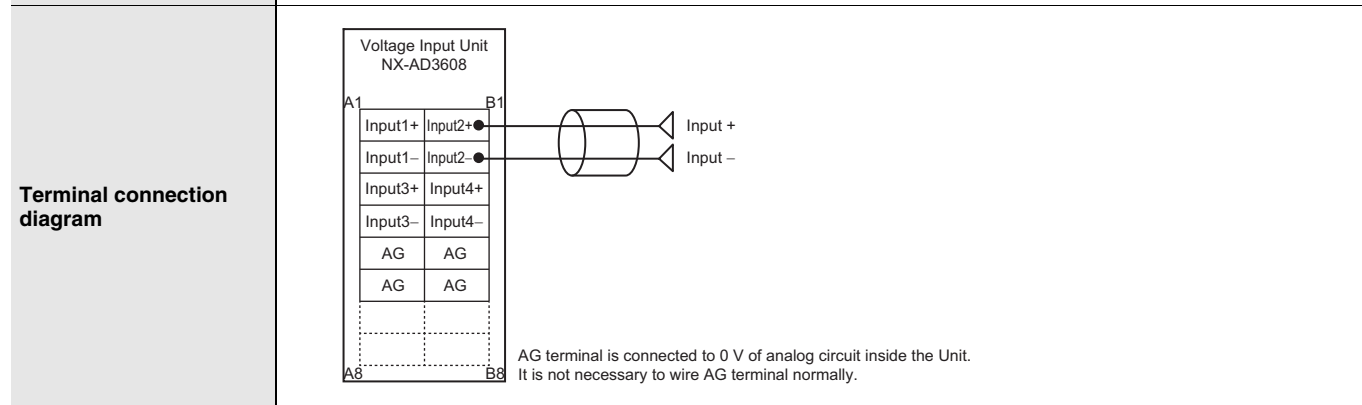 Terminal connection
diagram
Voltage Input Unit
NX-AD3608
A1 B1
Input1+ Input2+ Input +
Input1– Input2– Input –
Input3+ Input4+
Input3– Input4–
AG AG
AG AG
A8 B8
AG terminal is connected to 0 V of analog circuit inside the Unit.
It is not necessary to wire AG terminal normally.